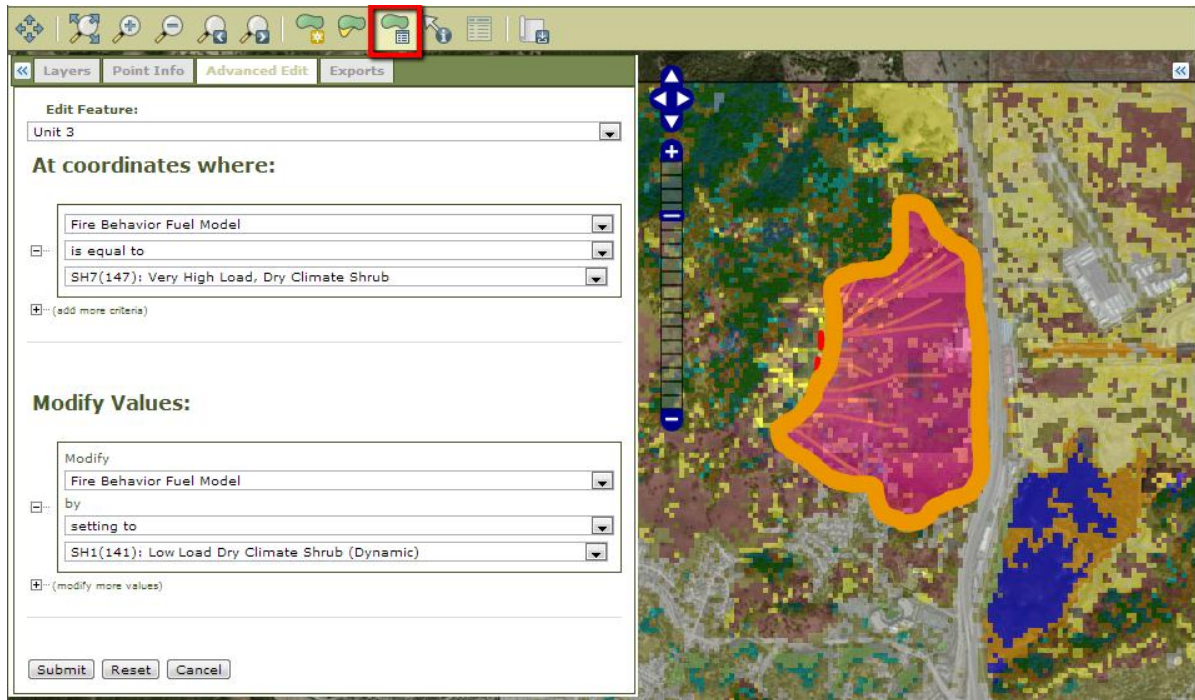 Layers Point Info Advanced Edit Exports
Edit Feature:
Unit 3
At coordinates where:
Fire Behavior Fuel Model
is equal to
SH7(147): Very High Load, Dry Climate Shrub
(add more criteria)
Modify Values:
Modify
Fire Behavior Fuel Model
by
setting to
SH1(141): Low Load Dry Climate Shrub (Dynamic)
(modify more values)
Submit Reset Cancel